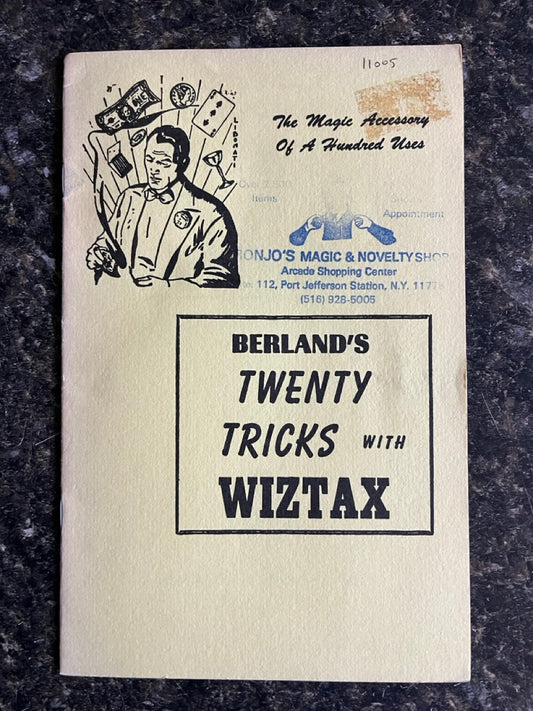 11005
The Magic Accessory
Of A Hundred Uses
Items
Appointment
RONJO'S MAGIC & NOVELTY SHOP
Arcade Shopping Center
112, Port Jefferson Station, N.Y. 11776
(516) 928-5005
BERLAND'S
TWENTY
TRICKS WITH
WIZTAX